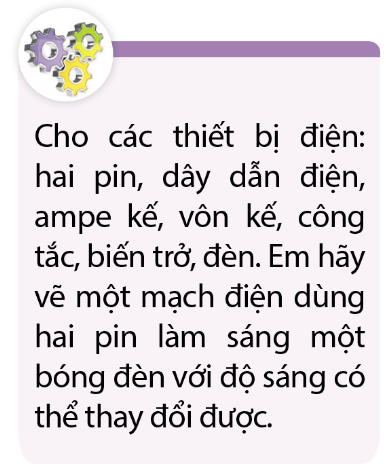 Cho các thiết bị điện:
hai pin, dây dẫn điện,
ampe kế, vôn kế, công
tắc, biến trở, đèn. Em hãy
vẽ một mạch điện dùng
hai pin làm sáng một
bóng đèn với độ sáng có
thể thay đổi được.